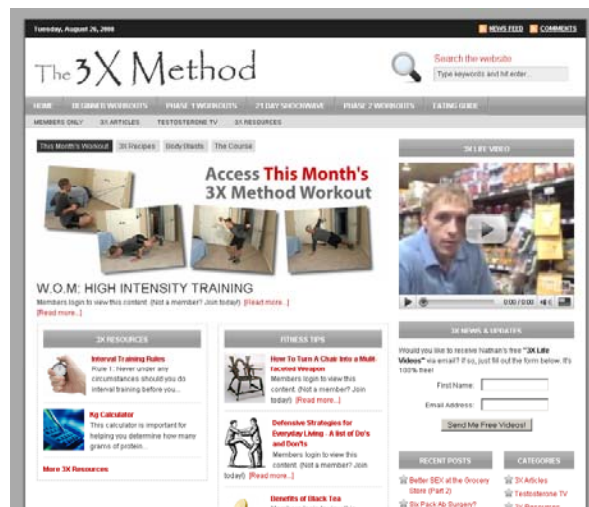 Tuesday, August 26, 2008
NEWS FEED
COMMENTS
The 3X Method
Search the website
Type keywords and hit enter...
HOME
BEGINNER WORKOUTS
PHASE 1 WORKOUTS
21 DAY SHOCKWAVE
PHASE 2 WORKOUTS
EATING GUIDE
MEMBERS ONLY
3X ARTICLES
TESTOSTERONE TV
3X RESOURCES
This Month's Workout
3X Recipes
Body Blasts
The Course
Access This Month's
3X Method Workout
W.O.M: HIGH INTENSITY TRAINING
Members login to view this content. (Not a member? Join today!) [Read more...]
[Read more...]
3X RESOURCES
Interval Training Rules
Rule 1: Never under any
circumstances should you do
interval training before you...
Kg Calculator
This calculator is important for
helping you determine how many
grams of protein...
More 3X Resources
FITNESS TIPS
How To Turn A Chair Into a Multi-
faceted Weapon
Members login to view this
content. (Not a member? Join
today!) [Read more...]
Defensive Strategies for
Everyday Living - A list of Do's
and Don'ts
Members login to view this
content. (Not a member? Join
today!) [Read more...]
Benefits of Black Tea
3X LIFE VIDEO
0:00 / 0:00
3X NEWS & UPDATES
Would you like to receive Nathan's free "3X Life
Videos" via email? If so, just fill out the form below. It's
100% free!
First Name:
Email Address:
Send Me Free Videos!
RECENT POSTS
Better SEX at the Grocery
Store (Part 2)
Six Pack Ab Surgery?
CATEGORIES
3X Articles
Testosterone TV
3X Resources